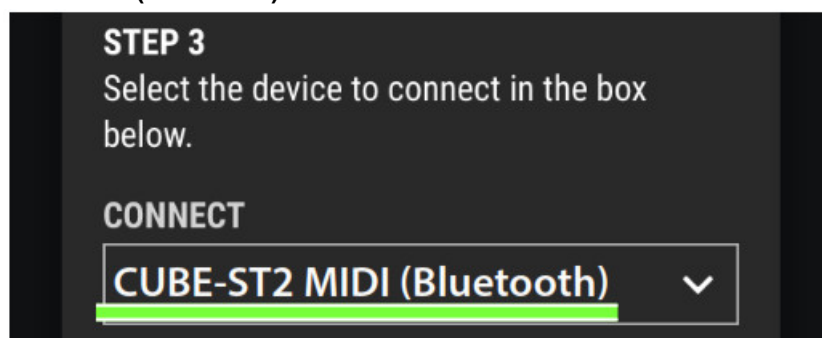 STEP 3
Select the device to connect in the box
below.
CONNECT
CUBE-ST2 MIDI (Bluetooth)